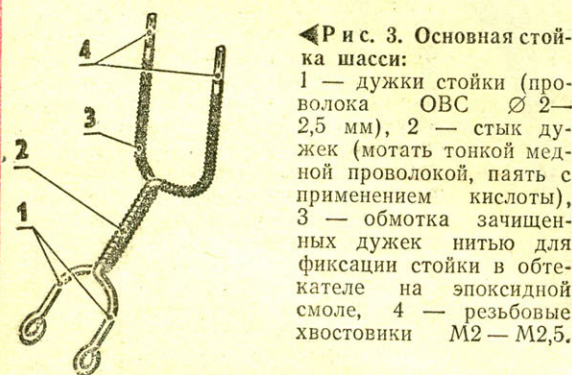 4
3
2
1
Рис. 3. Основная стой-
ка шасси:
1 — дужки стойки (про-
волока ОВС ∅ 2—
2,5 мм), 2 — стык ду-
жек (мотать тонкой мед-
ной проволокой, паять с
применением кислоты),
3 — обмотка зачищен-
ных дужек нитью для
фиксации стойки в обте-
кателе на эпоксидной
смоле, 4 — резьбовые
хвостовики М2 — М2,5.